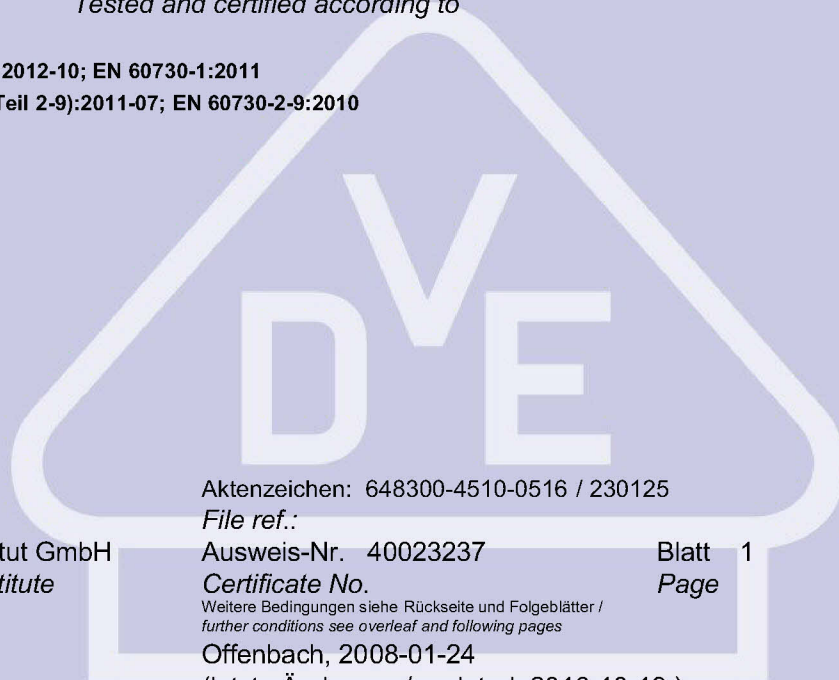 Tested and certified according to
2012-10; EN 60730-1:2011
Teil 2-9):2011-07; EN 60730-2-9:2010
VDE
Aktenzeichen: 648300-4510-0516 / 230125
File ref.:
tut GmbH Ausweis-Nr. 40023237 Blatt 1
titute Certificate No. Page
Weitere Bedingungen siehe Rückseite und Folgeblätter /
further conditions see overleaf and following pages
Offenbach, 2008-01-24